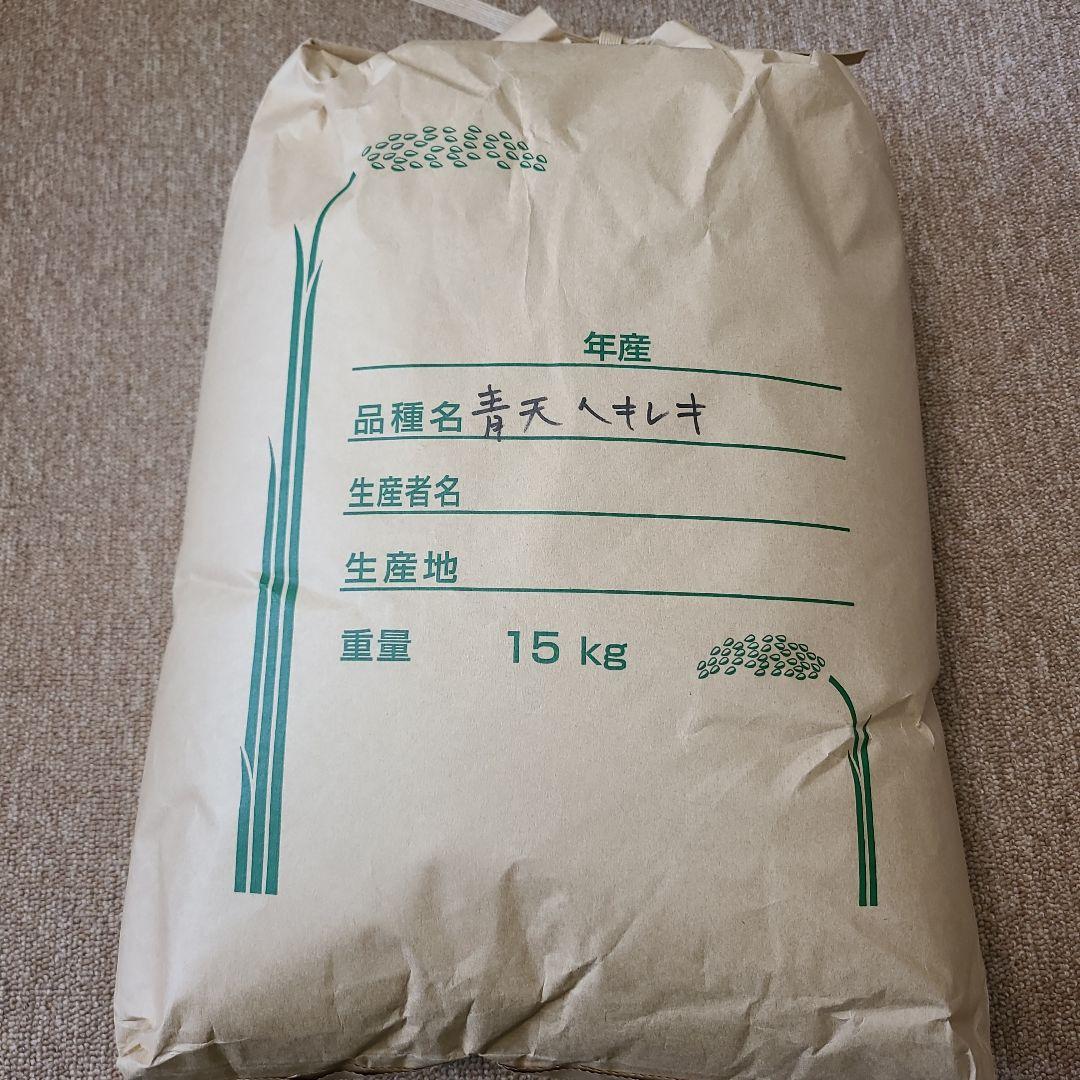 年産
品種名 青天ヘキレキ
生産者名
生産地
重量 15 kg